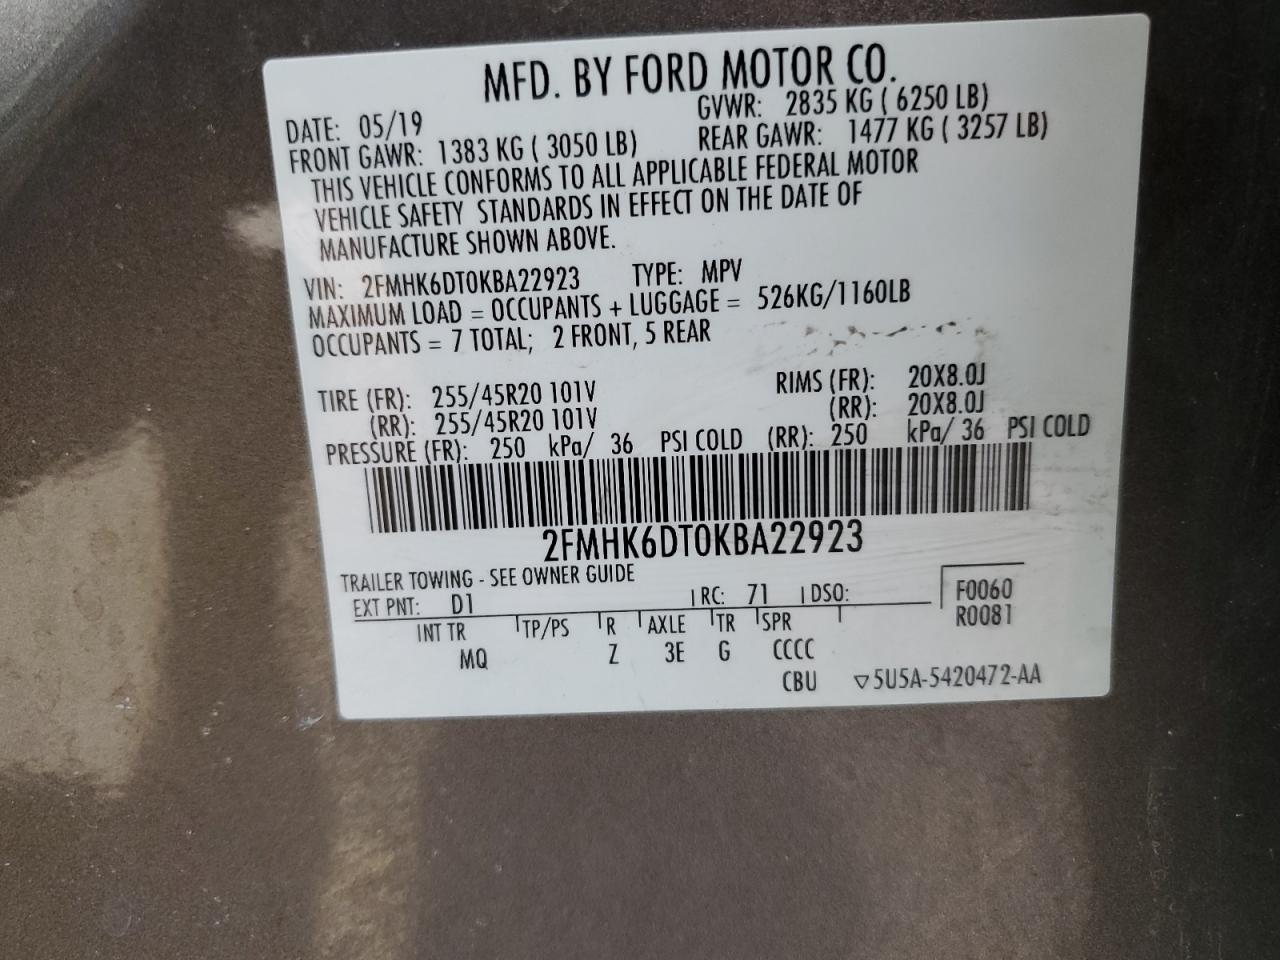 MFD. BY FORD MOTOR CO.
DATE: 05/19 GVWR: 2835 KG ( 6250 LB)
FRONT GAWR: 1383 KG ( 3050 LB) REAR GAWR: 1477 KG ( 3257 LB)
THIS VEHICLE CONFORMS TO ALL APPLICABLE FEDERAL MOTOR
VEHICLE SAFETY STANDARDS IN EFFECT ON THE DATE OF
MANUFACTURE SHOWN ABOVE.
VIN: 2FMHK6DT0KBA22923 TYPE: MPV
MAXIMUM LOAD = OCCUPANTS + LUGGAGE = 526KG/1160LB
OCCUPANTS = 7 TOTAL; 2 FRONT, 5 REAR
TIRE (FR): 255/45R20 101V RIMS (FR): 20X8.0J
(RR): 255/45R20 101V (RR): 20X8.0J
PRESSURE (FR): 250 kPa/ 36 PSI COLD (RR): 250 kPa/ 36 PSI COLD
2FMHK6DT0KBA22923
TRAILER TOWING - SEE OWNER GUIDE
EXT PNT: D1 RC: 71 DSO: F0060
INT TR TP/PS R AXLE TR SPR R0081
MQ Z 3E G CCCC
CBU ▽5U5A-5420472-AA